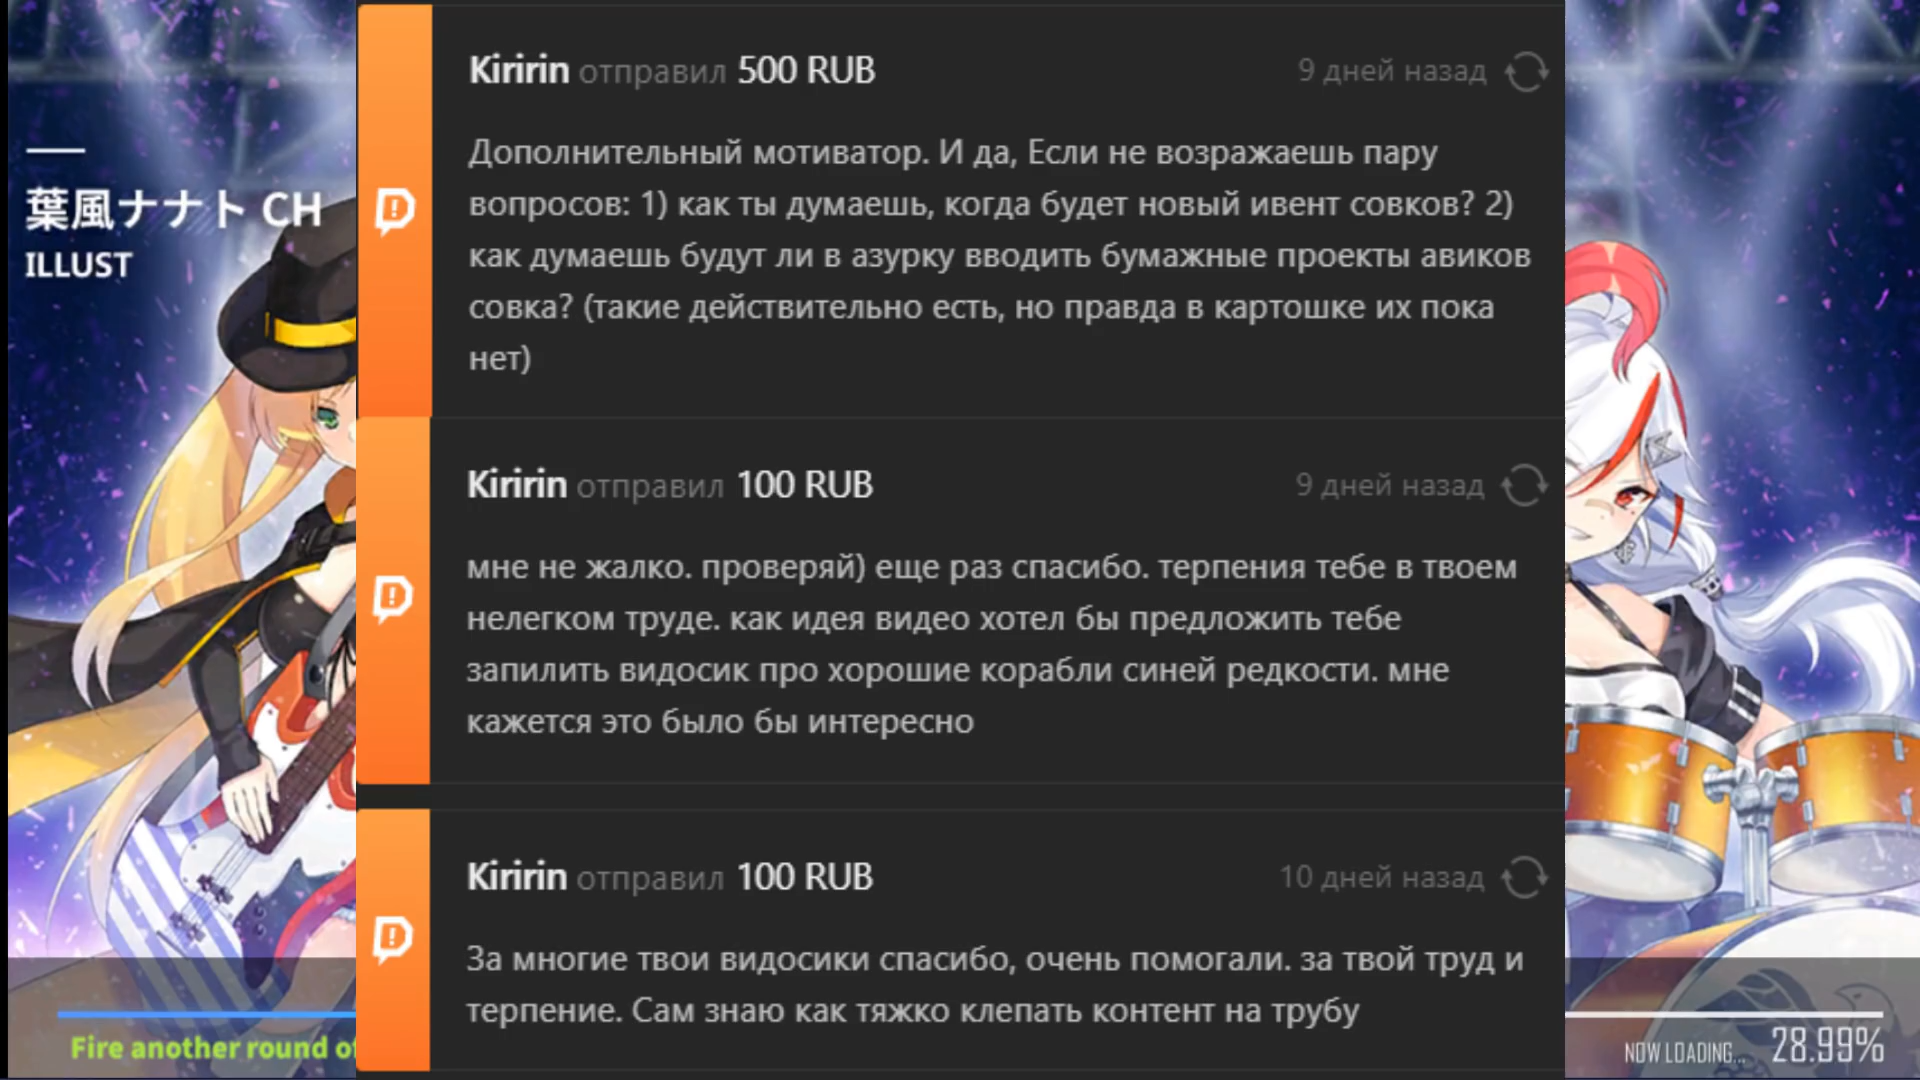 葉風ナナト CH
ILLUST
Kiririn отправил 500 RUB
9 дней назад
Дополнительный мотиватор. И да, Если не возражаешь пару
вопросов: 1) как ты думаешь, когда будет новый ивент совков? 2)
как думаешь будут ли в азурку вводить бумажные проекты авиков
совка? (такие действительно есть, но правда в картошке их пока
нет)
Kiririn отправил 100 RUB
9 дней назад
мне не жалко. проверяй) еще раз спасибо. терпения тебе в твоем
нелегком труде. как идея видео хотел бы предложить тебе
запилить видосик про хорошие корабли синей редкости. мне
кажется это было бы интересно
Kiririn отправил 100 RUB
10 дней назад
За многие твои видосики спасибо, очень помогали. за твой труд и
терпение. Сам знаю как тяжко клепать контент на трубу
Fire another round of
NOW LOADING... 28.99%